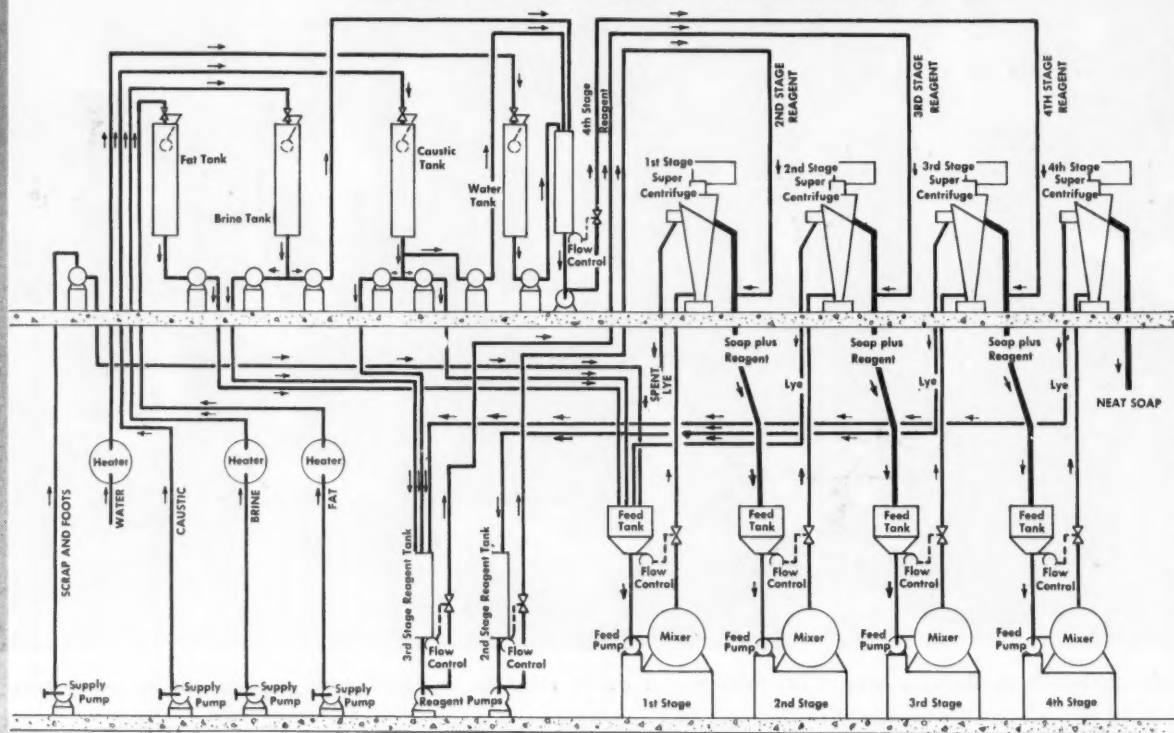 4th Stage
Reagent
2ND STAGE
REAGENT
3RD STAGE
REAGENT
4TH STAGE
REAGENT
Fat Tank
Brine Tank
Caustic
Tank
Water
Tank
Flow
Control
1st Stage
Super
Centrifuge
2nd Stage
Super
Centrifuge
3rd Stage
Super
Centrifuge
4th Stage
Super
Centrifuge
SPENT
LYE
Soap plus
Reagent
Lye
Soap plus
Reagent
Lye
Soap plus
Reagent
Lye
NEAT SOAP
Heater
Heater
Heater
SCRAP AND FOOTS
WATER
CAUSTIC
BRINE
FAT
3rd Stage Reagent Tank
2nd Stage Reagent Tank
Feed
Tank
Feed
Tank
Feed
Tank
Feed
Tank
Flow
Control
Flow
Control
Flow
Control
Flow
Control
Flow
Control
Flow
Control
Feed
Pump
Mixer
Feed
Pump
Mixer
Feed
Pump
Mixer
Feed
Pump
Mixer
Supply
Pump
Supply
Pump
Supply
Pump
Supply
Pump
Reagent Pumps
1st Stage
2nd Stage
3rd Stage
4th Stage